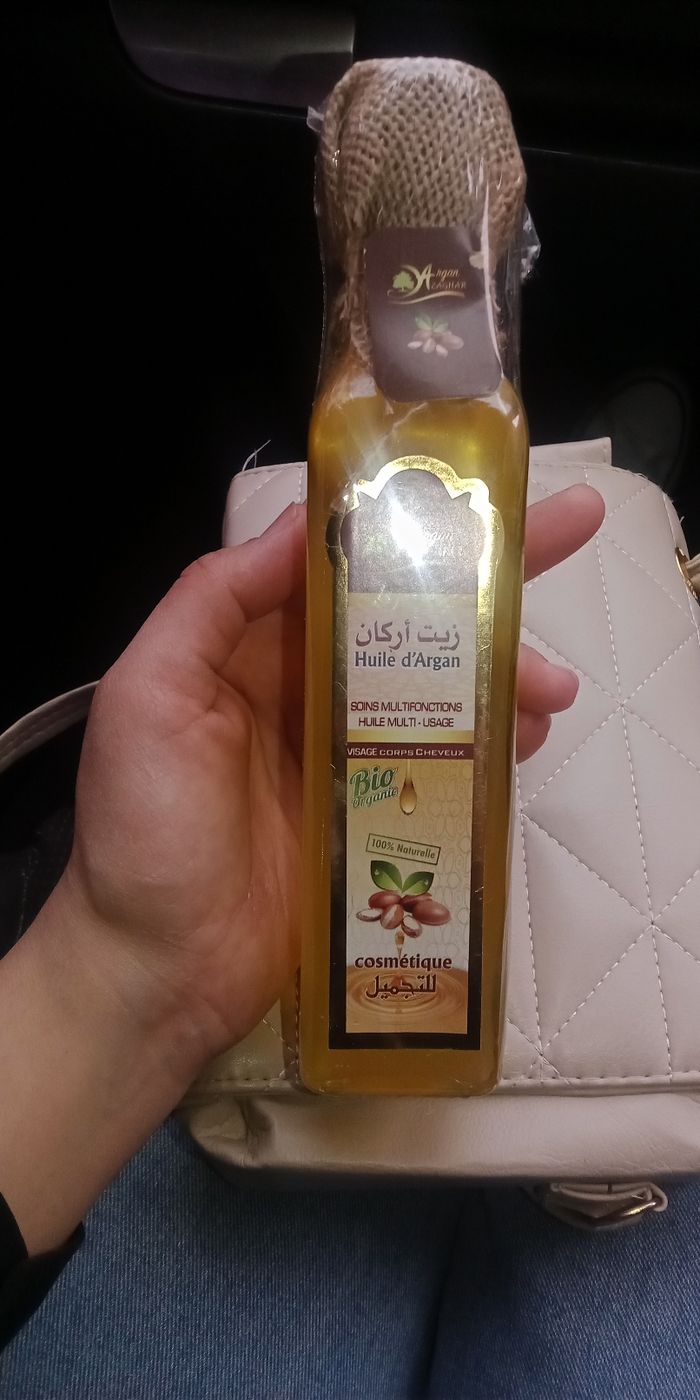 Argan
AZAGHAR
زيت أركان
Huile d'Argan
SOINS MULTIFONCTIONS
HUILE MULTI - USAGE
VISAGE CORPS CHEVEUX
Bio
Organic
100% Naturelle
cosmétique
للتجميل